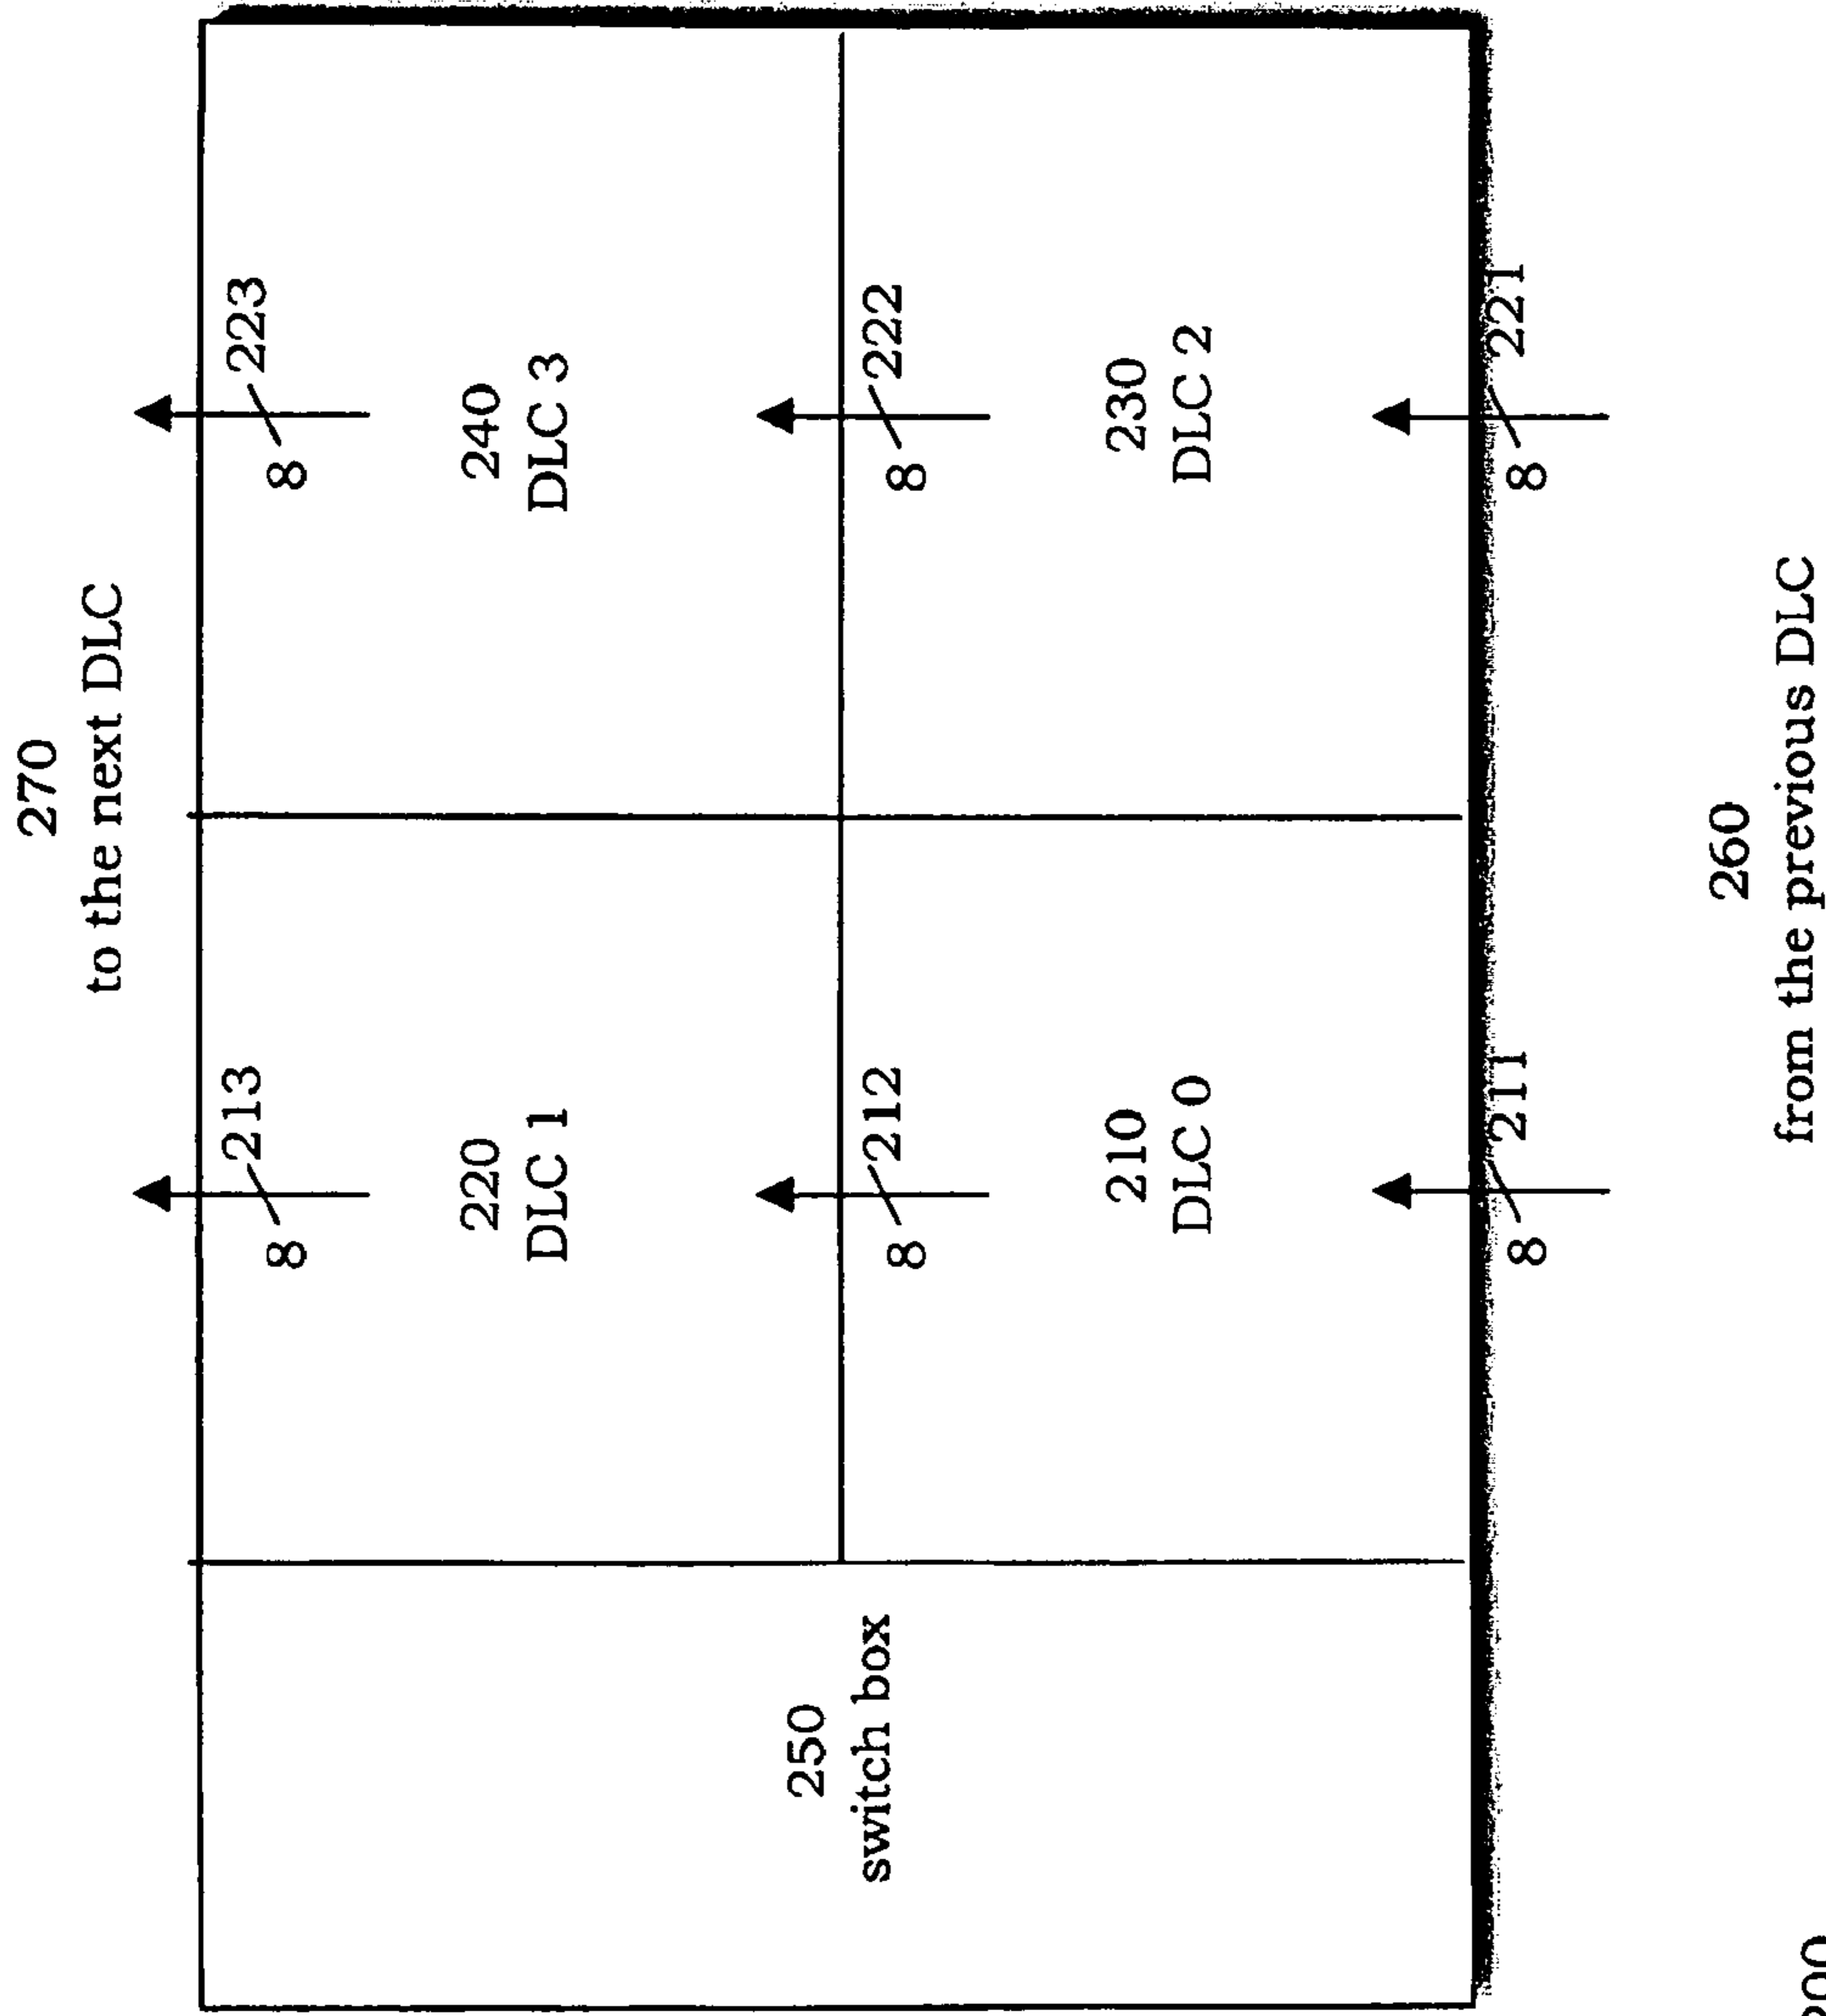 270
to the next DLC
8 213
8 223
220
DLC 1
240
DLC 3
250
switch box
8 212
8 222
210
DLC 0
230
DLC 2
8 211
8 221
260
from the previous DLC
200